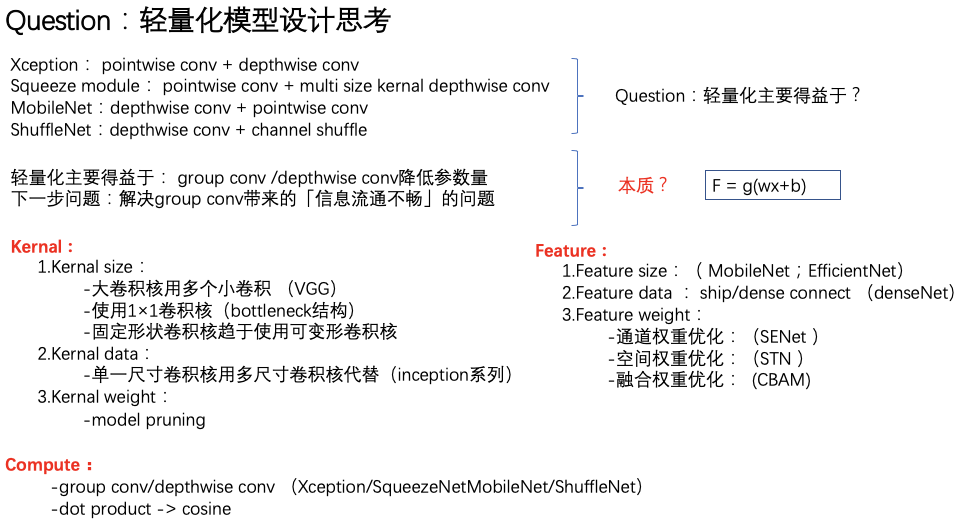 Question：轻量化模型设计思考
Xception： pointwise conv + depthwise conv
Squeeze module： pointwise conv + multi size kernal depthwise conv
MobileNet：depthwise conv + pointwise conv
ShuffleNet：depthwise conv + channel shuffle
Question：轻量化主要得益于？
轻量化主要得益于： group conv /depthwise conv降低参数量
下一步问题：解决group conv带来的「信息流通不畅」的问题
本质？
F = g(wx+b)
Kernal：
1.Kernal size：
-大卷积核用多个小卷积 （VGG）
-使用1×1卷积核（bottleneck结构）
-固定形状卷积核趋于使用可变形卷积核
2.Kernal data：
-单一尺寸卷积核用多尺寸卷积核代替（inception系列）
3.Kernal weight：
-model pruning
Feature：
1.Feature size：（ MobileNet；EfficientNet）
2.Feature data ：ship/dense connect （denseNet）
3.Feature weight：
-通道权重优化：（SENet ）
-空间权重优化：（STN ）
-融合权重优化： (CBAM)
Compute：
-group conv/depthwise conv （Xception/SqueezeNetMobileNet/ShuffleNet）
-dot product -> cosine